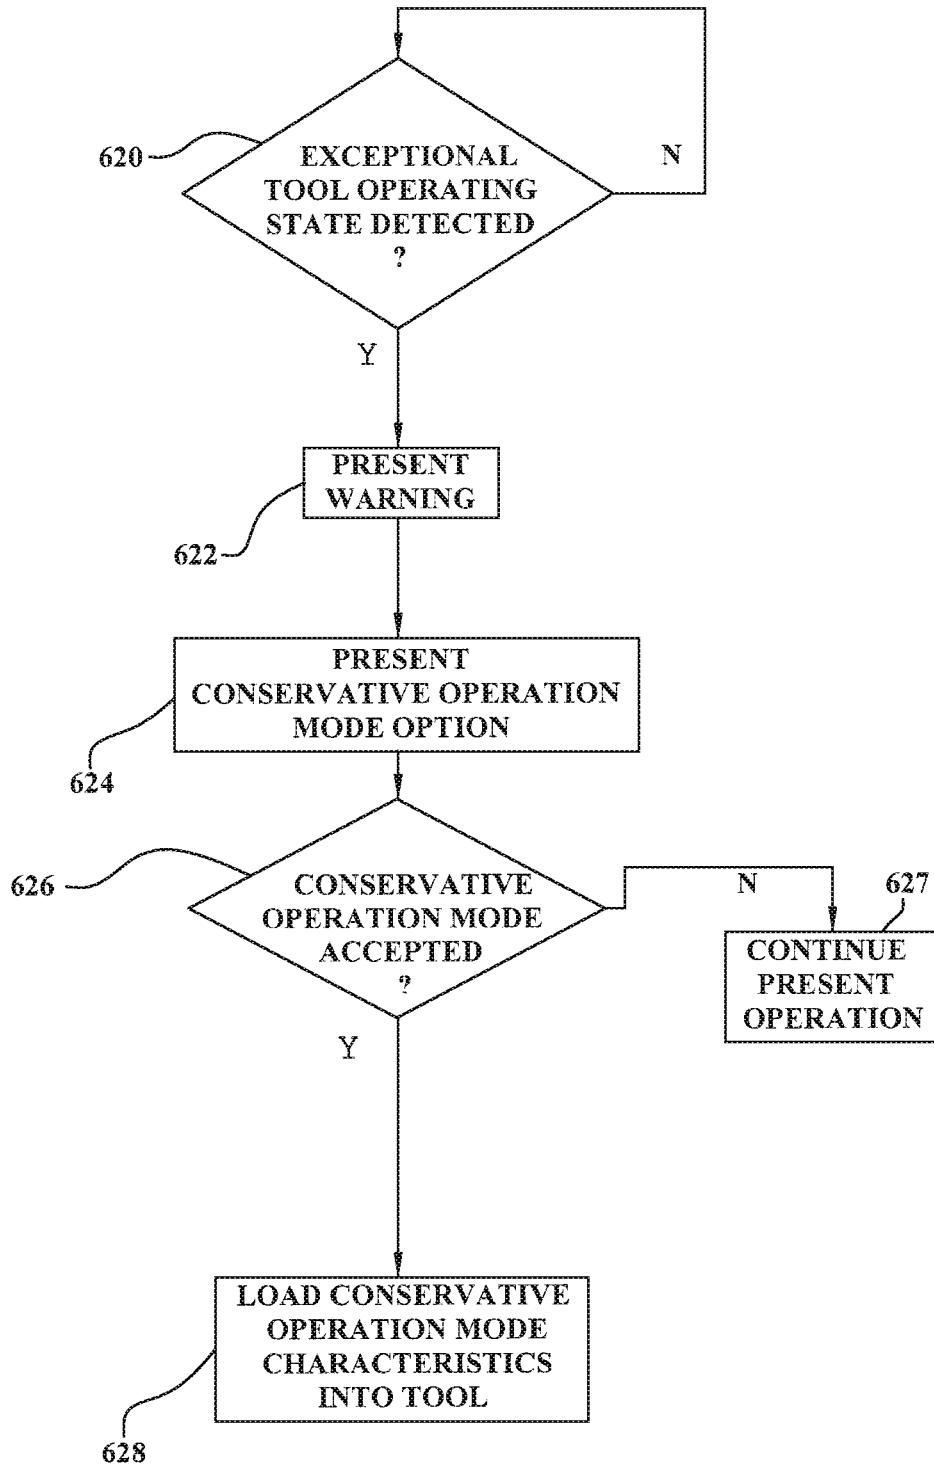 620
EXCEPTIONAL
TOOL OPERATING
STATE DETECTED
?
N
Y
PRESENT
WARNING
622
PRESENT
CONSERVATIVE OPERATION
MODE OPTION
624
626
CONSERVATIVE
OPERATION MODE
ACCEPTED
?
N
627
CONTINUE
PRESENT
OPERATION
Y
LOAD CONSERVATIVE
OPERATION MODE
CHARACTERISTICS
INTO TOOL
628